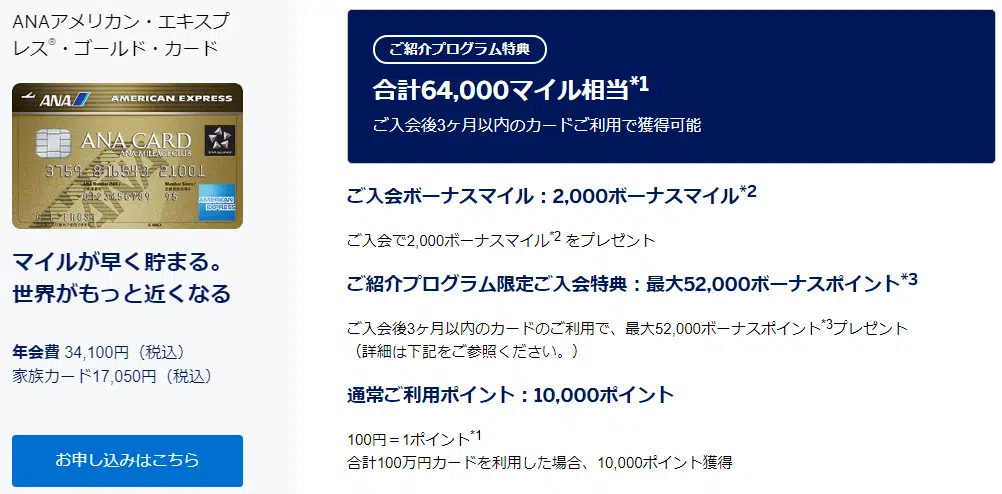 ANAアメリカン・エキスプ
レス®・ゴールド・カード
ANA AMERICAN EXPRESS
ANA CARD
ANA MILEAGE CLUB
STAR ALLIANCE
3759 876543 21001
ANA Number (Nr.) Member Since
0123456789 95
AMERICAN
EXPRESS
C F FROST
マイルが早く貯まる。
世界がもっと近くなる
年会費 34,100円（税込）
家族カード17,050円（税込）
お申し込みはこちら
ご紹介プログラム特典
合計64,000マイル相当*1
ご入会後3ヶ月以内のカードご利用で獲得可能
ご入会ボーナスマイル：2,000ボーナスマイル*2
ご入会で2,000ボーナスマイル*2 をプレゼント
ご紹介プログラム限定ご入会特典：最大52,000ボーナスポイント*3
ご入会後3ヶ月以内のカードのご利用で、最大52,000ボーナスポイント*3プレゼント
（詳細は下記をご参照ください。）
通常ご利用ポイント：10,000ポイント
100円＝1ポイント*1
合計100万円カードを利用した場合、10,000ポイント獲得